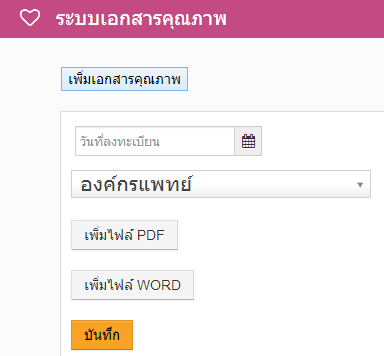 ระบบเอกสารคุณภาพ
เพิ่มเอกสารคุณภาพ
วันที่ลงทะเบียน
องค์กรแพทย์
เพิ่มไฟล์ PDF
เพิ่มไฟล์ WORD
บันทึก